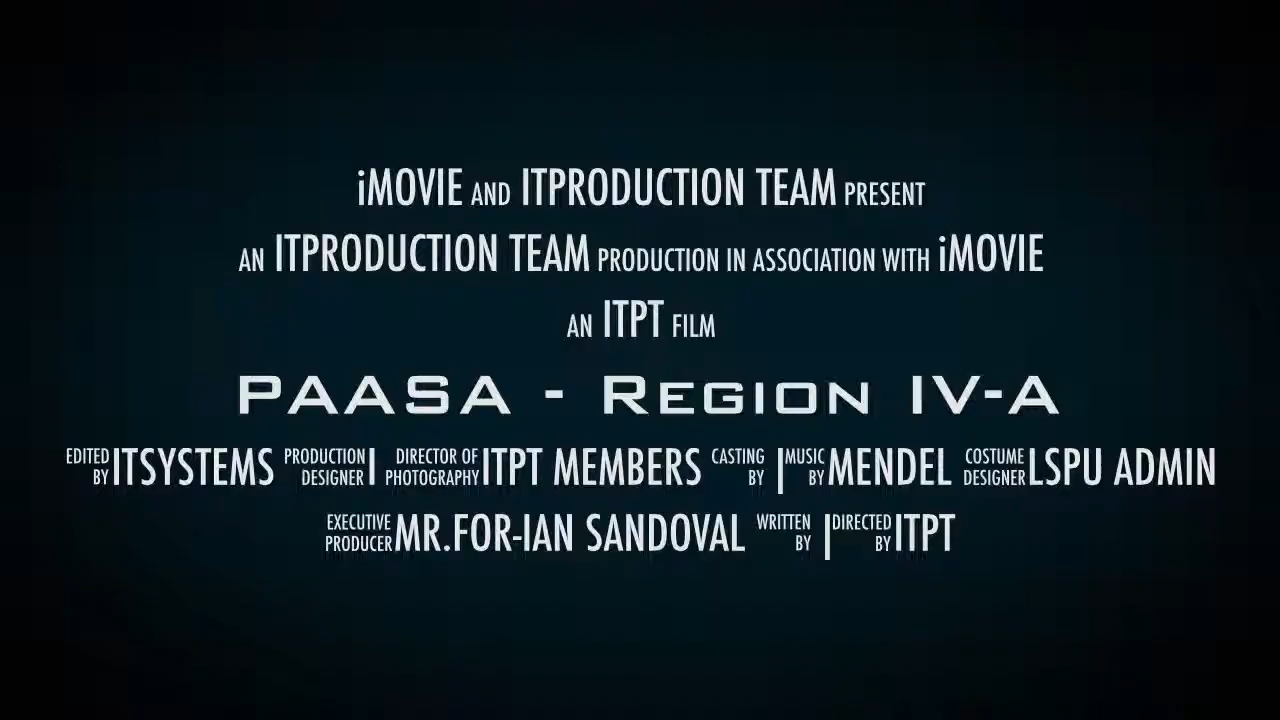 iMOVIE AND ITPRODUCTION TEAM PRESENT
AN ITPRODUCTION TEAM PRODUCTION IN ASSOCIATION WITH iMOVIE
AN ITPT FILM
PAASA - REGION IV-A
EDITED BY ITSYSTEMS PRODUCTION DESIGNER I DIRECTOR OF PHOTOGRAPHY ITPT MEMBERS CASTING BY | MUSIC BY MENDEL COSTUME DESIGNER LSPU ADMIN
EXECUTIVE PRODUCER MR.FOR-IAN SANDOVAL WRITTEN BY | DIRECTED BY ITPT